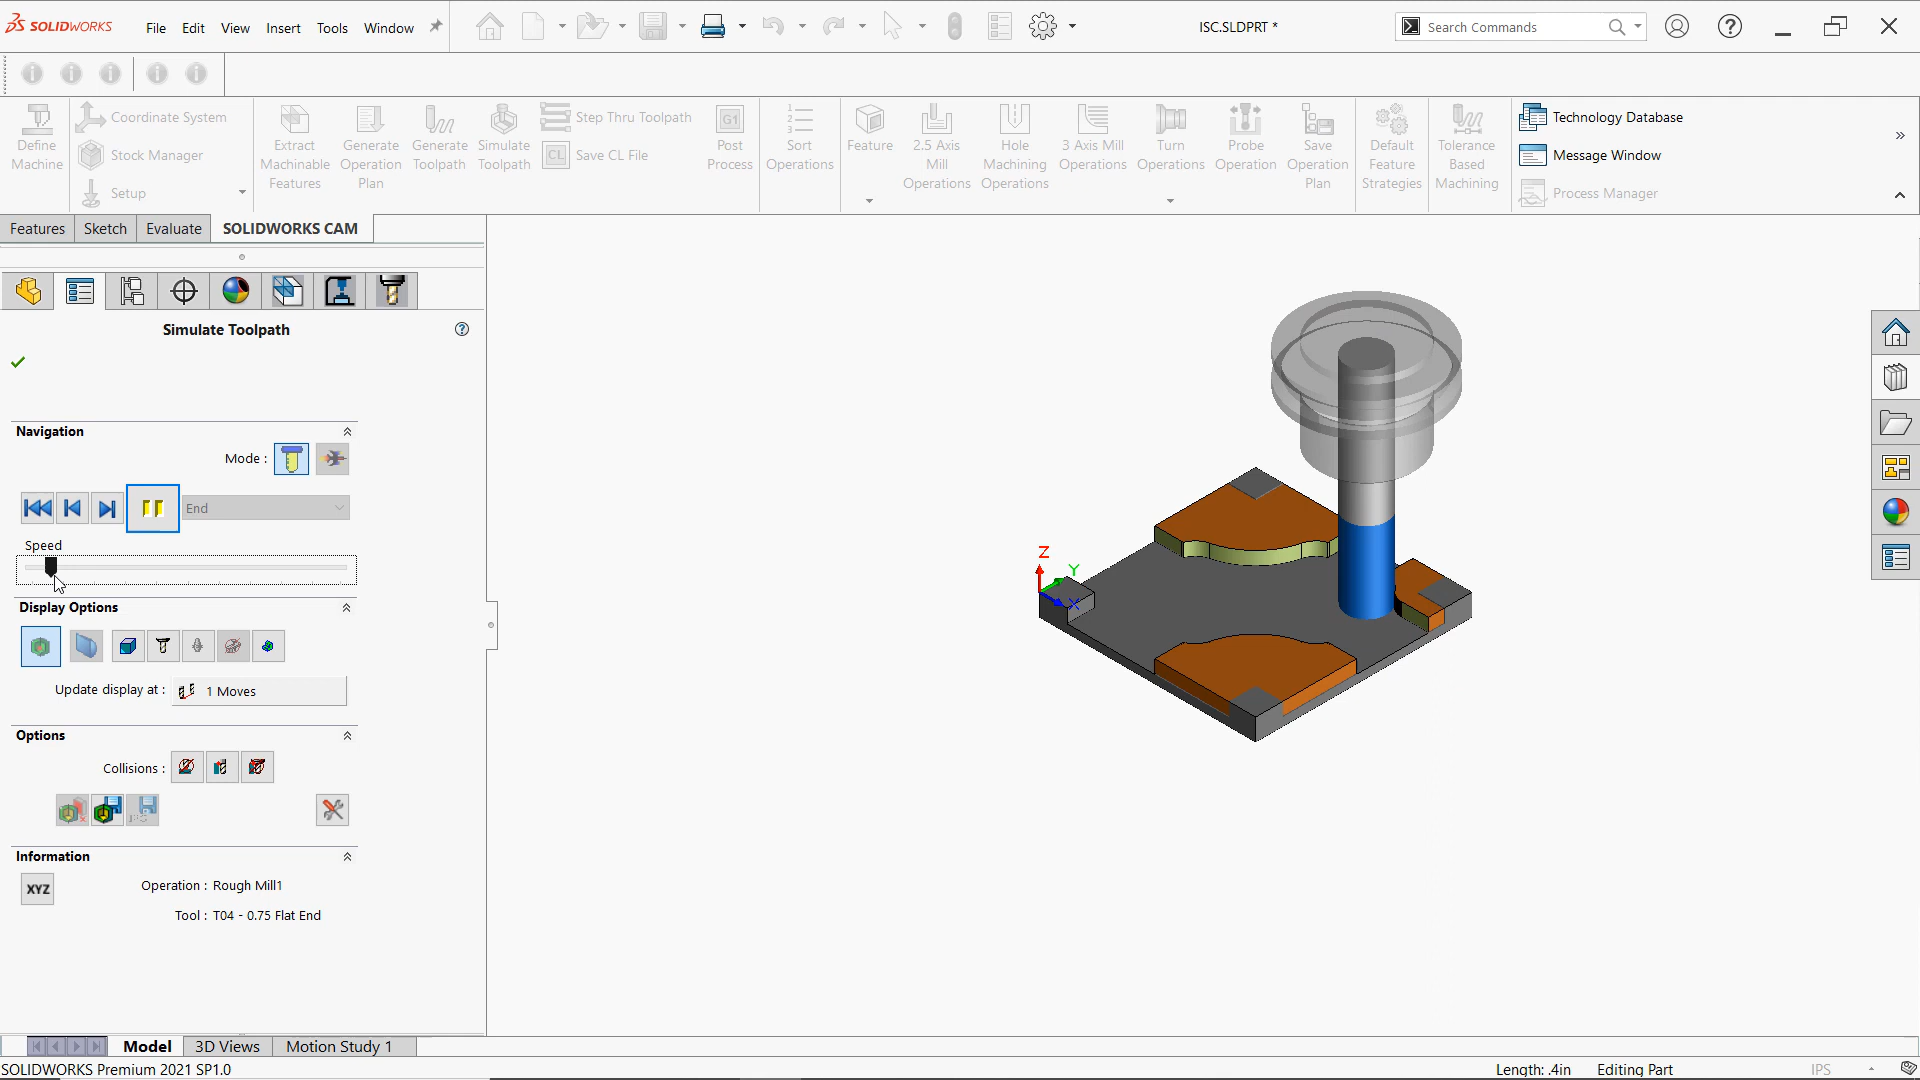 SOLIDWORKS File Edit View Insert Tools Window ISC.SLDPRT * Search Commands
Define Machine
Coordinate System
Stock Manager
Setup
Extract Machinable Features
Generate Operation Plan
Generate Toolpath
Simulate Toolpath
Step Thru Toolpath
CL Save CL File
G1 Post Process
Sort Operations
Feature
2.5 Axis Mill Operations
Hole Machining Operations
3 Axis Mill Operations
Turn Operations
Probe Operation
Save Operation Plan
Default Feature Strategies
Tolerance Based Machining
Technology Database
Message Window
Process Manager
Features Sketch Evaluate SOLIDWORKS CAM
Simulate Toolpath
Navigation
Mode :
End
Speed
Display Options
Update display at : 1 Moves
Options
Collisions :
Information
XYZ Operation : Rough Mill1
Tool : T04 - 0.75 Flat End
Z
Y
X
Model 3D Views Motion Study 1
SOLIDWORKS Premium 2021 SP1.0 Length: .4in Editing Part IPS